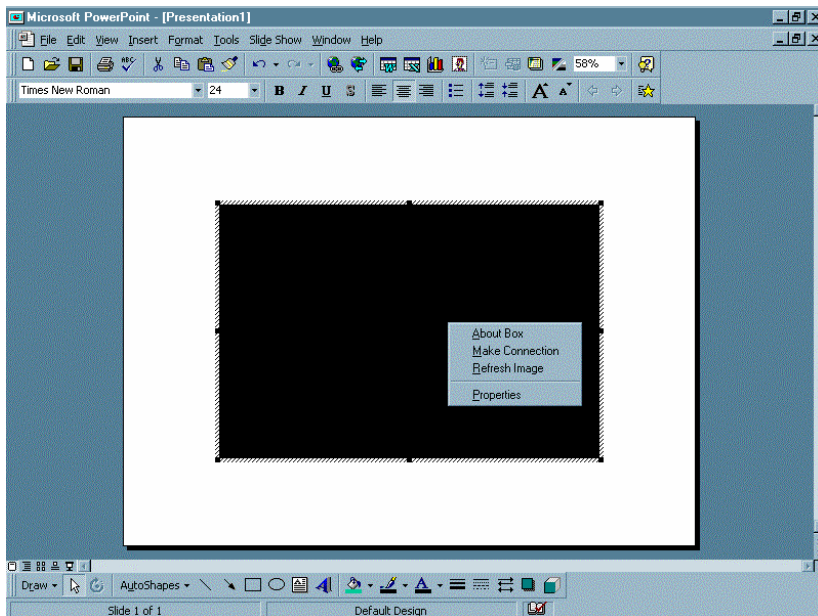 Microsoft PowerPoint - [Presentation1]
File Edit View Insert Format Tools Slide Show Window Help
ABC 58%
Times New Roman 24 B I U S A A
About Box
Make Connection
Refresh Image
Properties
Draw AutoShapes A A
Slide 1 of 1 Default Design